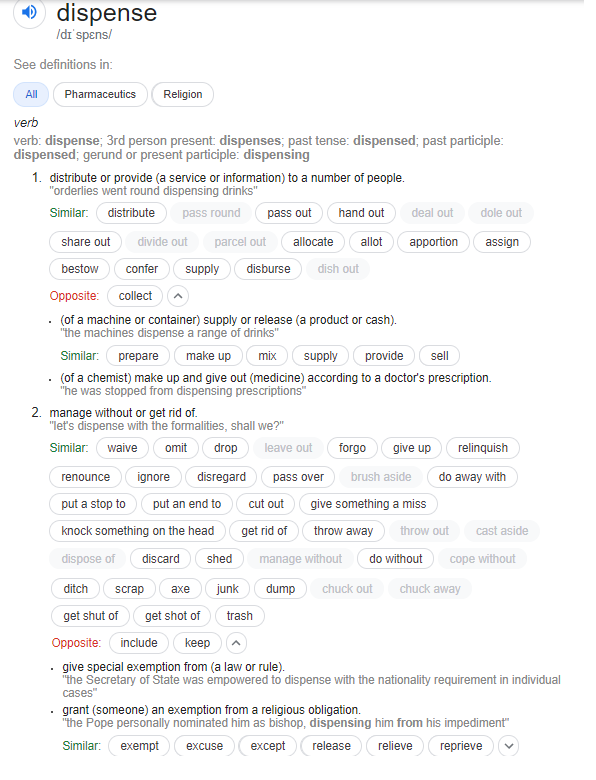 dispense
/dɪˈspɛns/
See definitions in:
All Pharmaceutics Religion
verb
verb: dispense; 3rd person present: dispenses; past tense: dispensed; past participle:
dispensed; gerund or present participle: dispensing
1. distribute or provide (a service or information) to a number of people.
"orderlies went round dispensing drinks"
Similar: distribute pass round pass out hand out deal out dole out
share out divide out parcel out allocate allot apportion assign
bestow confer supply disburse dish out
Opposite: collect
• (of a machine or container) supply or release (a product or cash).
"the machines dispense a range of drinks"
Similar: prepare make up mix supply provide sell
• (of a chemist) make up and give out (medicine) according to a doctor's prescription.
"he was stopped from dispensing prescriptions"
2. manage without or get rid of.
"let's dispense with the formalities, shall we?"
Similar: waive omit drop leave out forgo give up relinquish
renounce ignore disregard pass over brush aside do away with
put a stop to put an end to cut out give something a miss
knock something on the head get rid of throw away throw out cast aside
dispose of discard shed manage without do without cope without
ditch scrap axe junk dump chuck out chuck away
get shut of get shot of trash
Opposite: include keep
• give special exemption from (a law or rule).
"the Secretary of State was empowered to dispense with the nationality requirement in individual
cases"
• grant (someone) an exemption from a religious obligation.
"the Pope personally nominated him as bishop, dispensing him from his impediment"
Similar: exempt excuse except release relieve reprieve